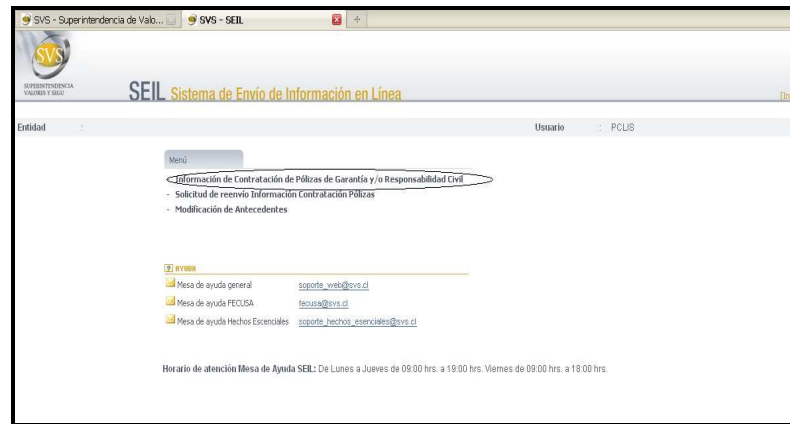 SVS - Superintendencia de Valo...
SVS - SEIL
SVS
SUPERINTENDENCIA
VALORES Y SEGU
SEIL Sistema de Envío de Información en Línea
Entidad :
Usuario : PCLIS
Menú
Información de Contratación de Pólizas de Garantía y/o Responsabilidad Civil
- Solicitud de reenvío Información Contratación Pólizas
- Modificación de Antecedentes
? AYUDA
Mesa de ayuda general soporte_web@svs.cl
Mesa de ayuda FECUSA fecusa@svs.cl
Mesa de ayuda Hechos Escenciales soporte_hechos_esenciales@svs.cl
Horario de atención Mesa de Ayuda SEIL: De Lunes a Jueves de 09:00 hrs. a 19:00 hrs. Viernes de 09:00 hrs. a 18:00 hrs.